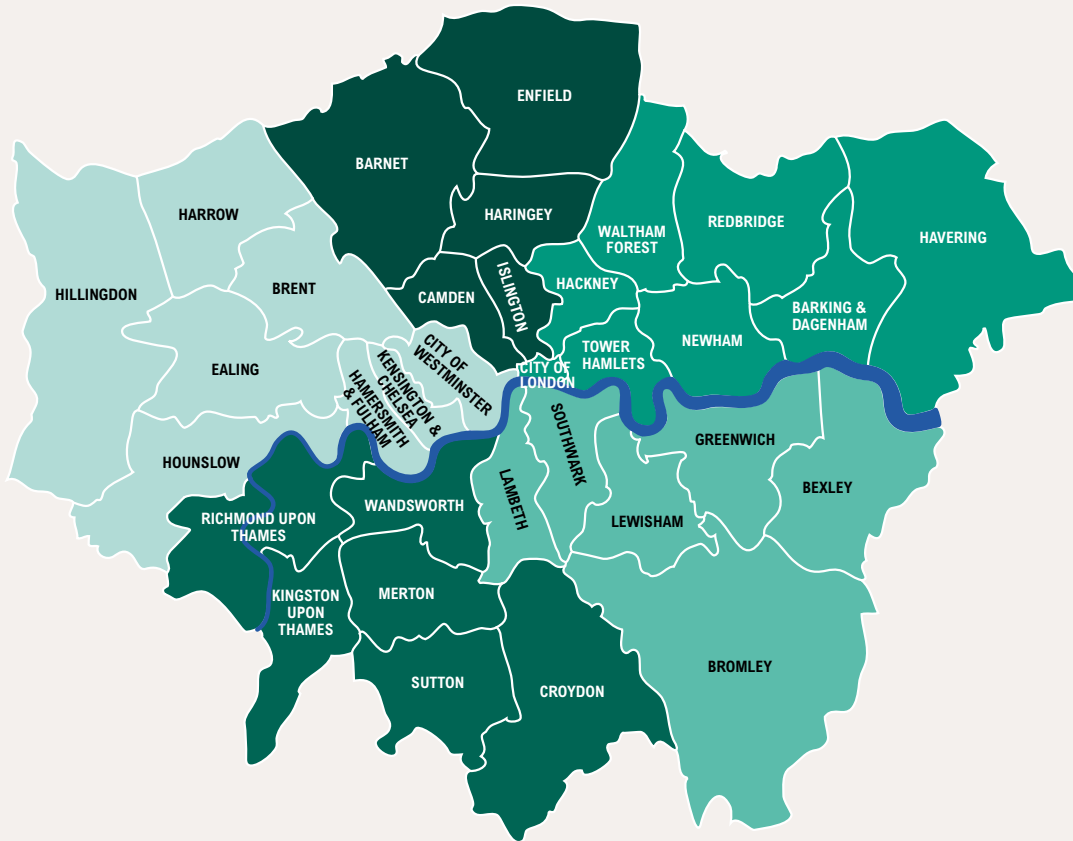 ENFIELD
BARNET
HARINGEY
HARROW
WALTHAM
FOREST
REDBRIDGE
HAVERING
ISLINGTON
HACKNEY
HILLINGDON
BRENT
CAMDEN
BARKING &
DAGENHAM
NEWHAM
CITY OF
WESTMINSTER
TOWER
HAMLETS
EALING
KENSINGTON &
CHELSEA
HAMERSMITH
& FULHAM
CITY OF
LONDON
SOUTHWARK
GREENWICH
HOUNSLOW
LAMBETH
BEXLEY
WANDSWORTH
RICHMOND UPON
THAMES
LEWISHAM
KINGSTON
UPON
THAMES
MERTON
BROMLEY
SUTTON
CROYDON